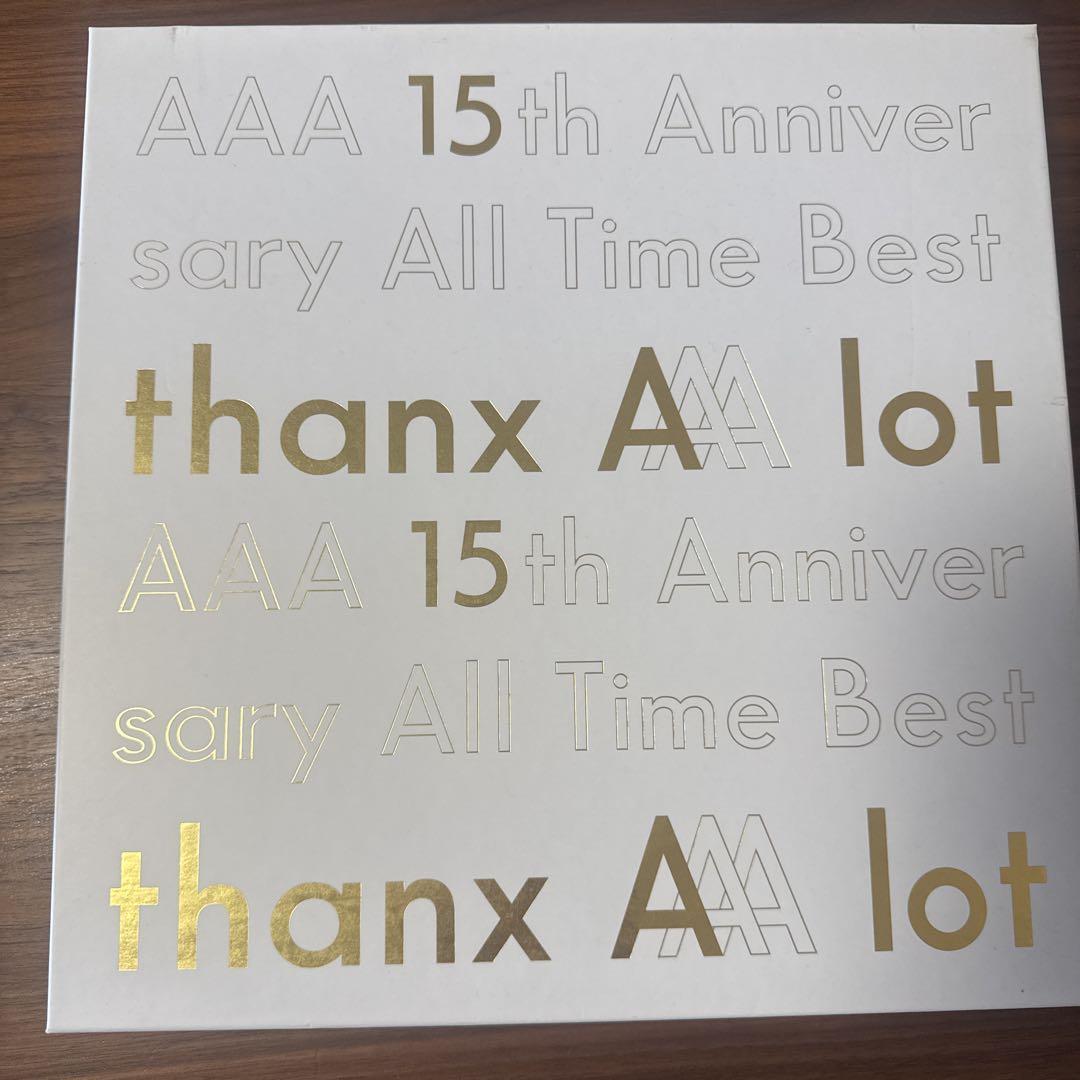 AAA 15th Anniver
sary All Time Best
thanx AAA lot
AAA 15th Anniver
sary All Time Best
thanx AAA lot